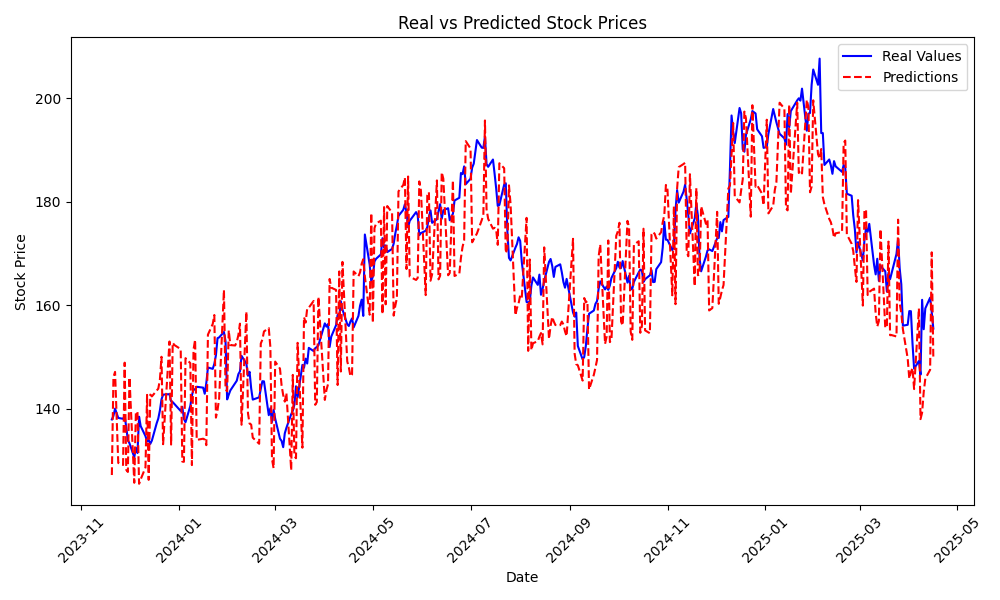 Real vs Predicted Stock Prices
Real Values
Predictions
Stock Price
200
180
160
140
2023-11
2024-01
2024-03
2024-05
2024-07
2024-09
2024-11
2025-01
2025-03
2025-05
Date